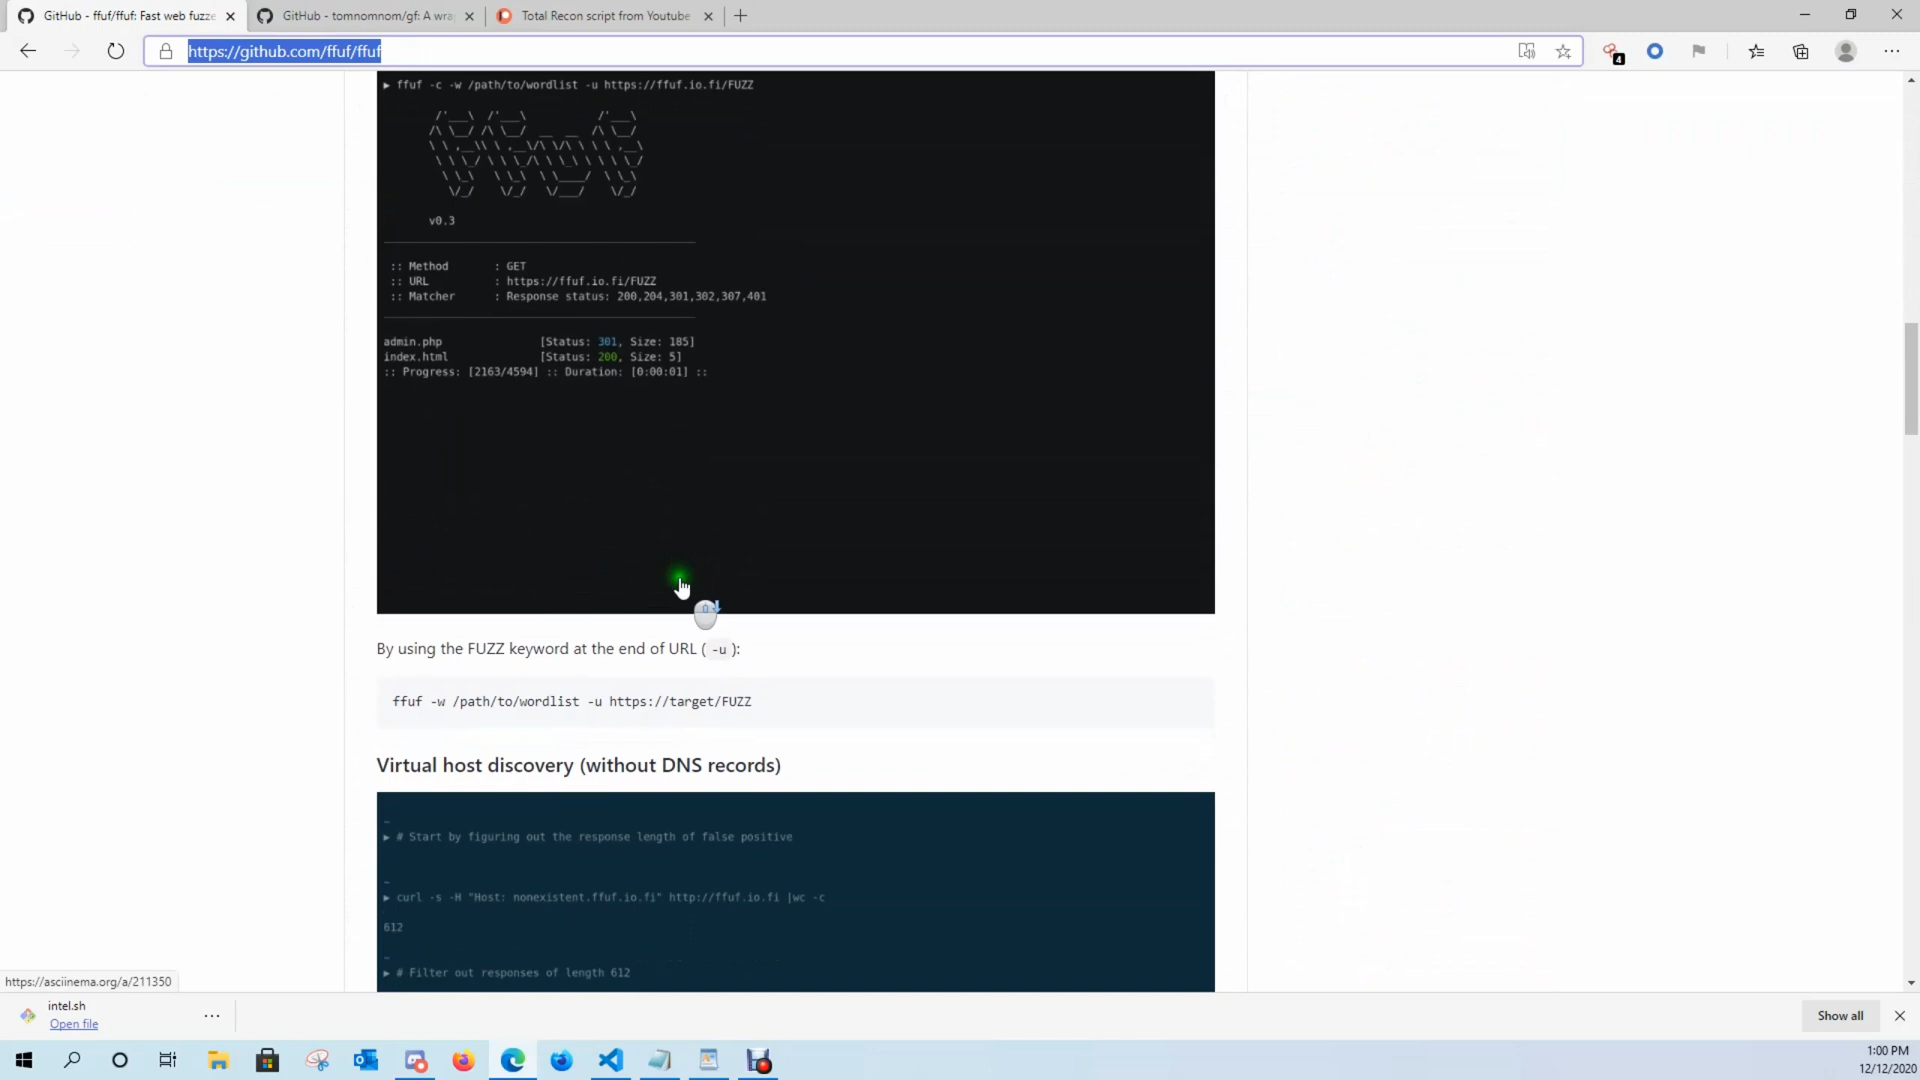 GitHub - ffuf/ffuf: Fast web fuzze
GitHub - tomnomnom/gf: A wra
Total Recon script from Youtube
https://github.com/ffuf/ffuf
4
▶ ffuf -c -w /path/to/wordlist -u https://ffuf.io.fi/FUZZ
v0.3
:: Method : GET
:: URL : https://ffuf.io.fi/FUZZ
:: Matcher : Response status: 200,204,301,302,307,401
admin.php [Status: 301, Size: 185]
index.html [Status: 200, Size: 5]
:: Progress: [2163/4594] :: Duration: [0:00:01] ::
By using the FUZZ keyword at the end of URL ( -u ):
ffuf -w /path/to/wordlist -u https://target/FUZZ
Virtual host discovery (without DNS records)
~
▶ # Start by figuring out the response length of false positive
~
▶ curl -s -H "Host: nonexistent.ffuf.io.fi" http://ffuf.io.fi |wc -c
612
~
▶ # Filter out responses of length 612
https://asciinema.org/a/211350
intel.sh
Open file
Show all
1:00 PM
12/12/2020